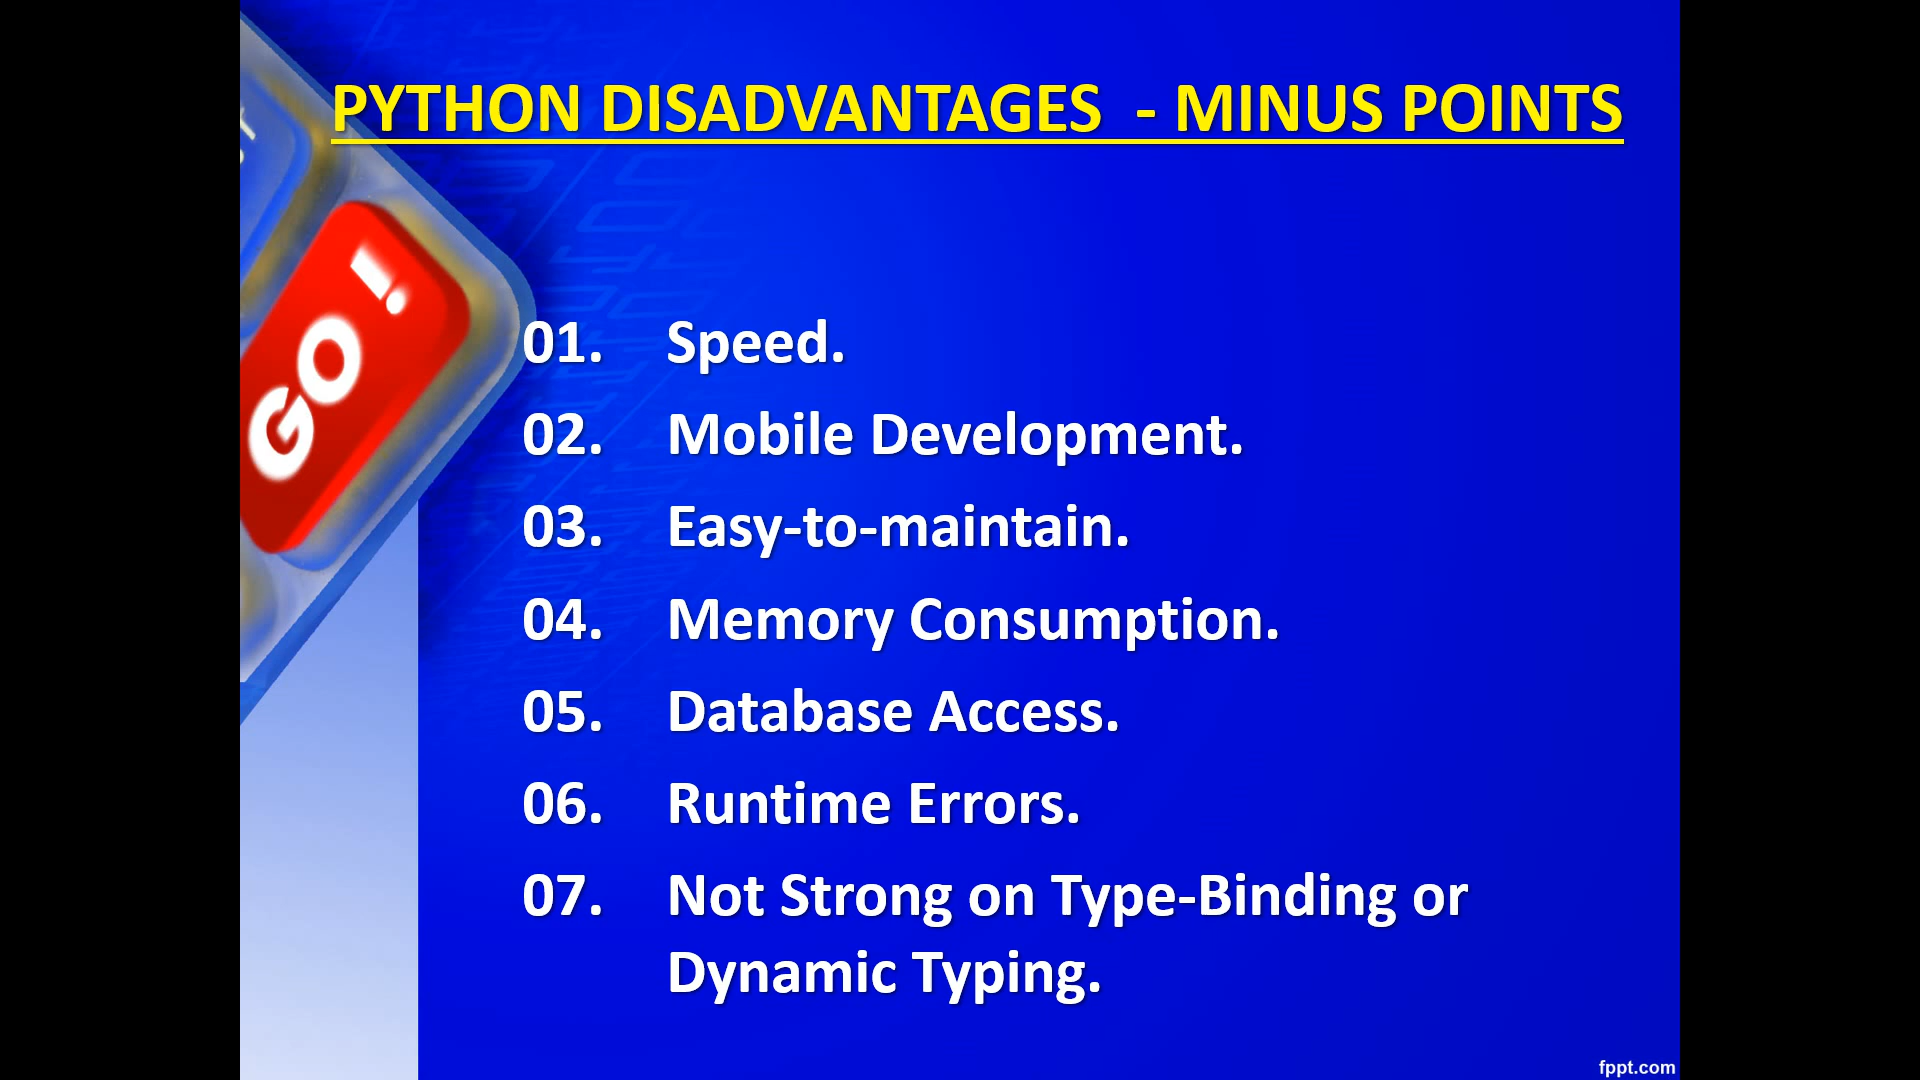 PYTHON DISADVANTAGES - MINUS POINTS
GO !
01. Speed.
02. Mobile Development.
03. Easy-to-maintain.
04. Memory Consumption.
05. Database Access.
06. Runtime Errors.
07. Not Strong on Type-Binding or
Dynamic Typing.
fppt.com